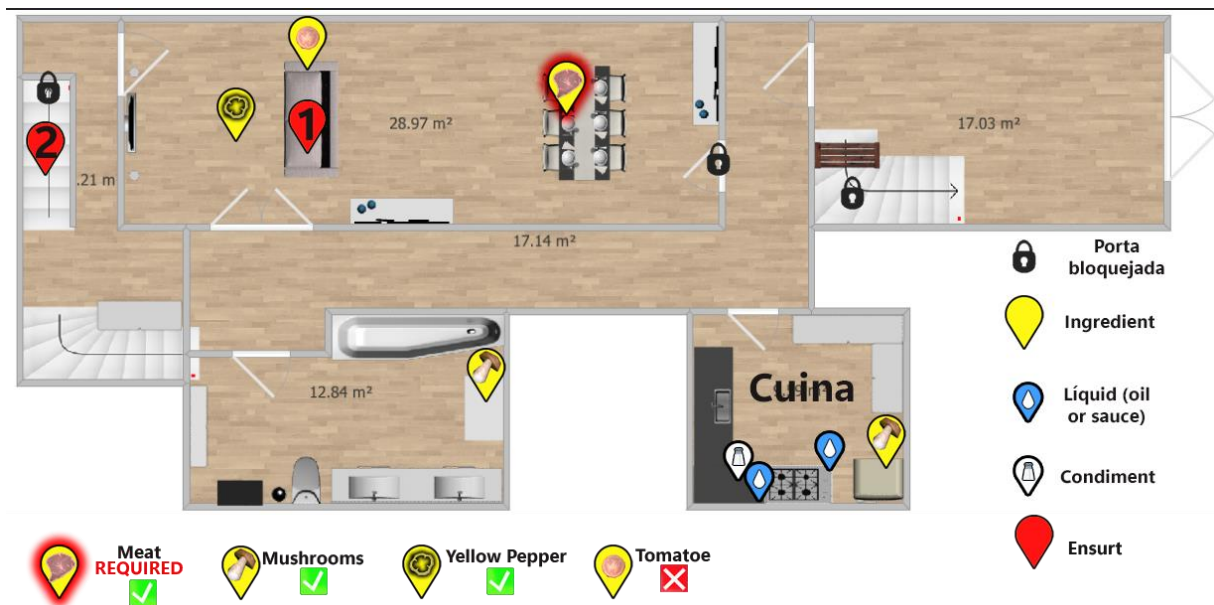 2
1
28.97 m²
17.03 m²
.21 m
17.14 m²
12.84 m²
Cuina
Porta
bloquejada
Ingredient
Líquid (oil
or sauce)
Condiment
Ensurt
Meat
REQUIRED
Mushrooms
Yellow Pepper
Tomatoe